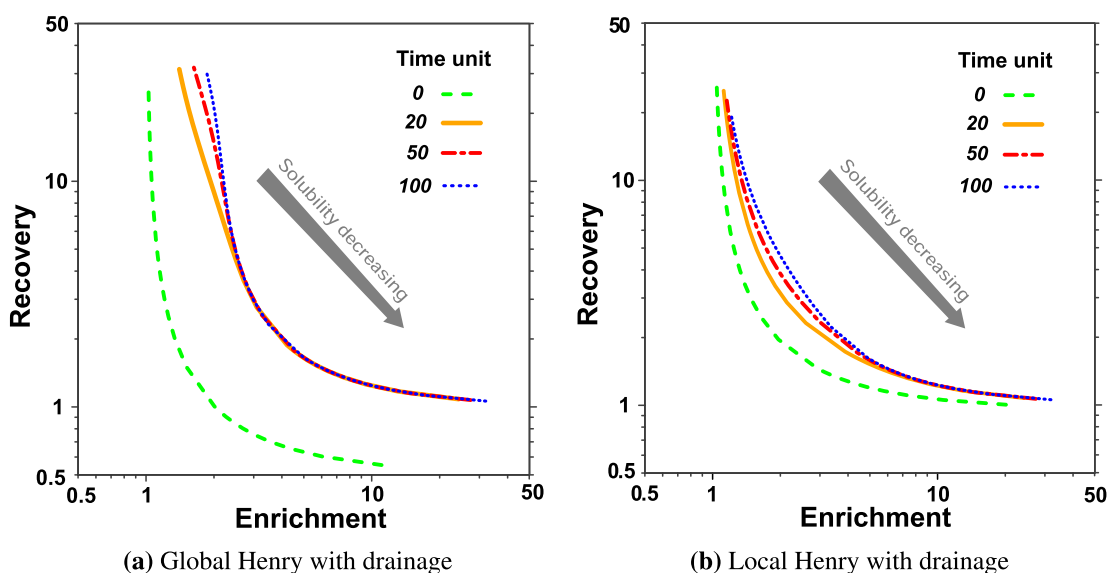 50
10
1
0.5
0.5
1
10
50
Recovery
Enrichment
Time unit
0
20
50
100
Solubility decreasing
(a) Global Henry with drainage
50
10
1
0.5
0.5
1
10
50
Recovery
Enrichment
Time unit
0
20
50
100
Solubility decreasing
(b) Local Henry with drainage